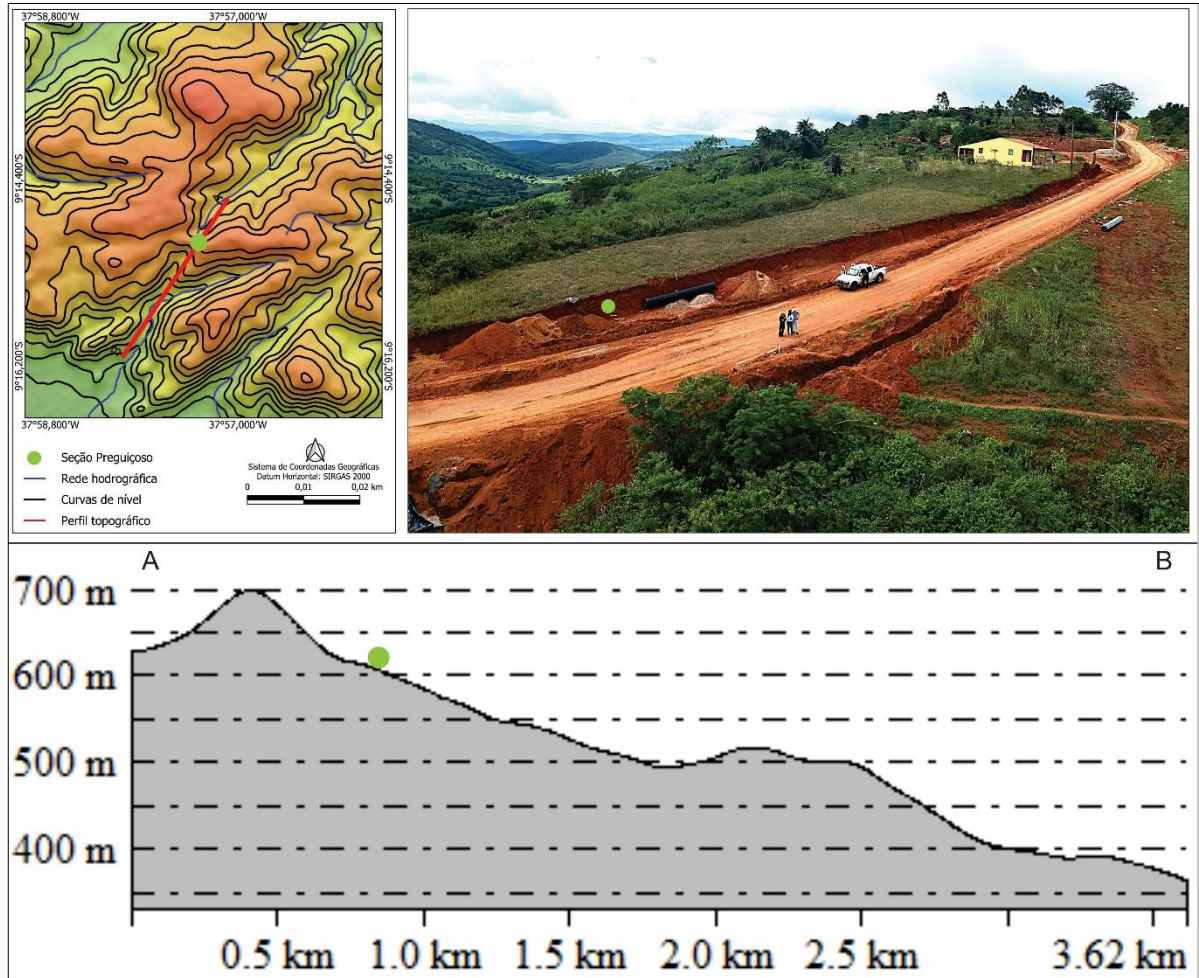 37°58,800'W 37°57,000'W
9°14,400'S 9°14,400'S
9°16,200'S 9°16,200'S
37°58,800'W 37°57,000'W
Seção Preguiçoso
Rede hodrográfica
Curvas de nível
Perfil topográfico
Sistema de Coordenadas Geográficas
Datum Horizontal: SIRGAS 2000
0 0,01 0,02 km
A B
700 m
600 m
500 m
400 m
0.5 km 1.0 km 1.5 km 2.0 km 2.5 km 3.62 km